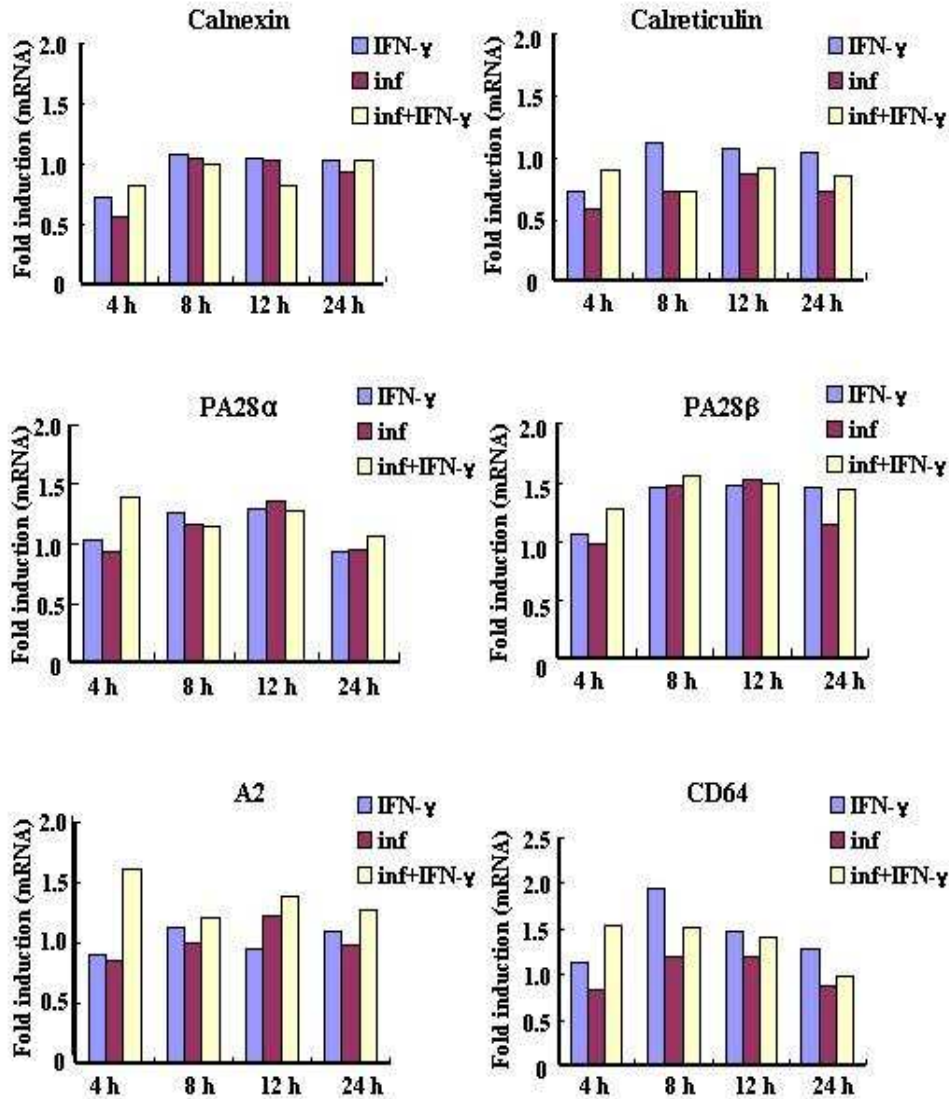 Calnexin
Fold induction (mRNA)
2.0
1.5
1.0
0.5
0
IFN-γ
inf
inf+IFN-γ
4 h 8 h 12 h 24 h
Calreticulin
Fold induction (mRNA)
2.0
1.5
1.0
0.5
0
IFN-γ
inf
inf+IFN-γ
4 h 8 h 12 h 24 h
PA28α
Fold induction (mRNA)
2.0
1.5
1.0
0.5
0
IFN-γ
inf
inf+IFN-γ
4 h 8 h 12 h 24 h
PA28β
Fold induction (mRNA)
2.0
1.5
1.0
0.5
0
IFN-γ
inf
inf+IFN-γ
4 h 8 h 12 h 24 h
A2
Fold induction (mRNA)
2.0
1.5
1.0
0.5
0
IFN-γ
inf
inf+IFN-γ
4 h 8 h 12 h 24 h
CD64
Fold induction (mRNA)
2.5
2.0
1.5
1.0
0.5
0
IFN-γ
inf
inf+IFN-γ
4 h 8 h 12 h 24 h